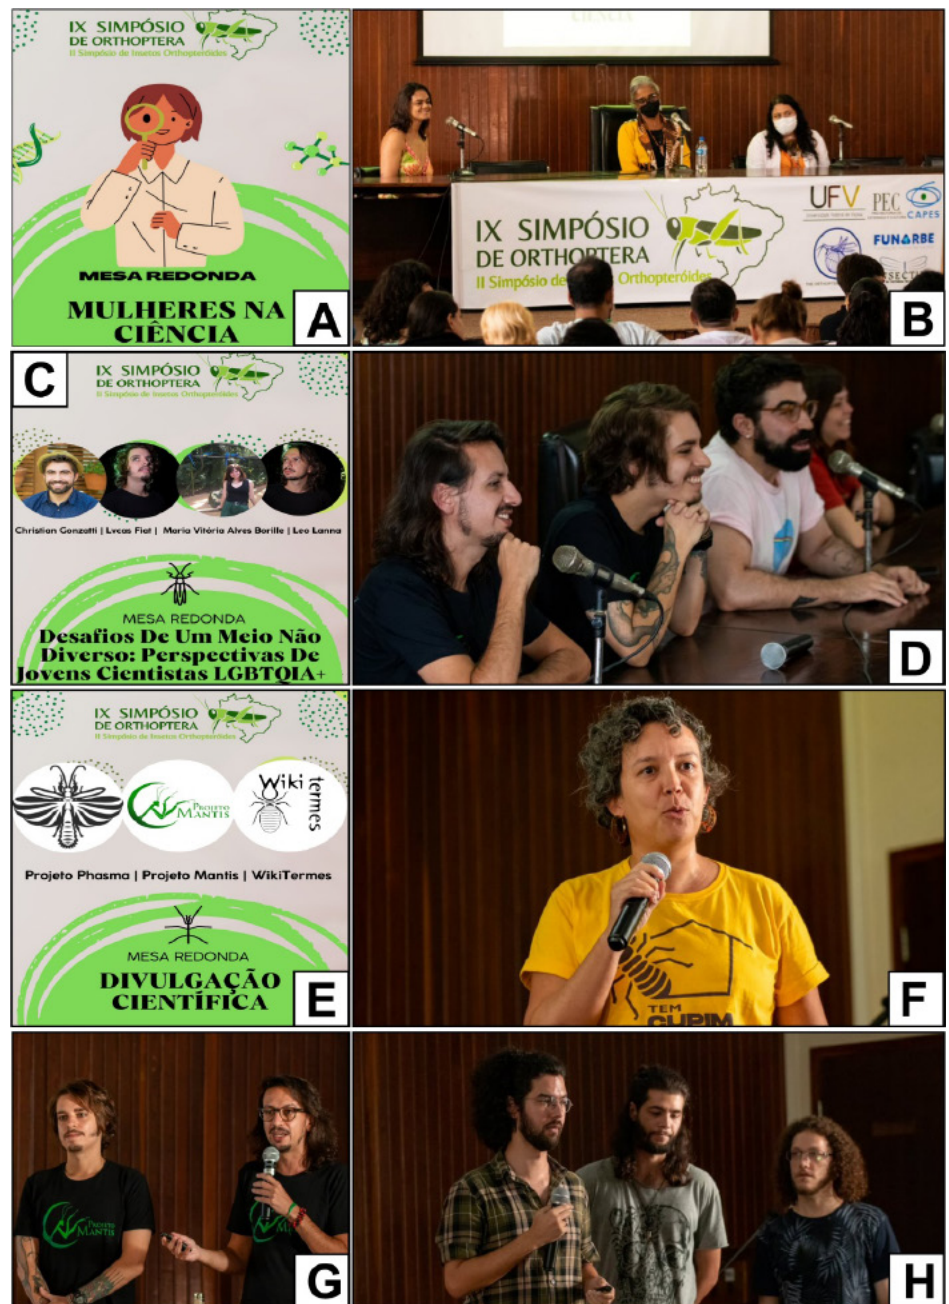 IX SIMPÓSIO
DE ORTHOPTERA
II Simpósio de Insetos Orthopteróides
MESA REDONDA
MULHERES NA
CIÊNCIA
A
CIÊNCIA
IX SIMPÓSIO
DE ORTHOPTERA
II Simpósio de Orthopteróides
UFV
PEC
CAPES
FUNARBE
B
C
IX SIMPÓSIO
DE ORTHOPTERA
II Simpósio de Insetos Orthopteróides
Christian Gonzatti | Lvcas Fiat | Maria Vitória Alves Borille | Leo Lanna
MESA REDONDA
Desafios De Um Meio Não
Diverso: Perspectivas De
Jovens Cientistas LGBTQIA+
D
IX SIMPÓSIO
DE ORTHOPTERA
II Simpósio de Insetos Orthopteróides
PROJETO
MANTIS
Wiki
termes
Projeto Phasma | Projeto Mantis | WikiTermes
MESA REDONDA
DIVULGAÇÃO
CIENTÍFICA
E
TEM
CUPIM
F
PROJETO
MANTIS
MANTIS
G
H